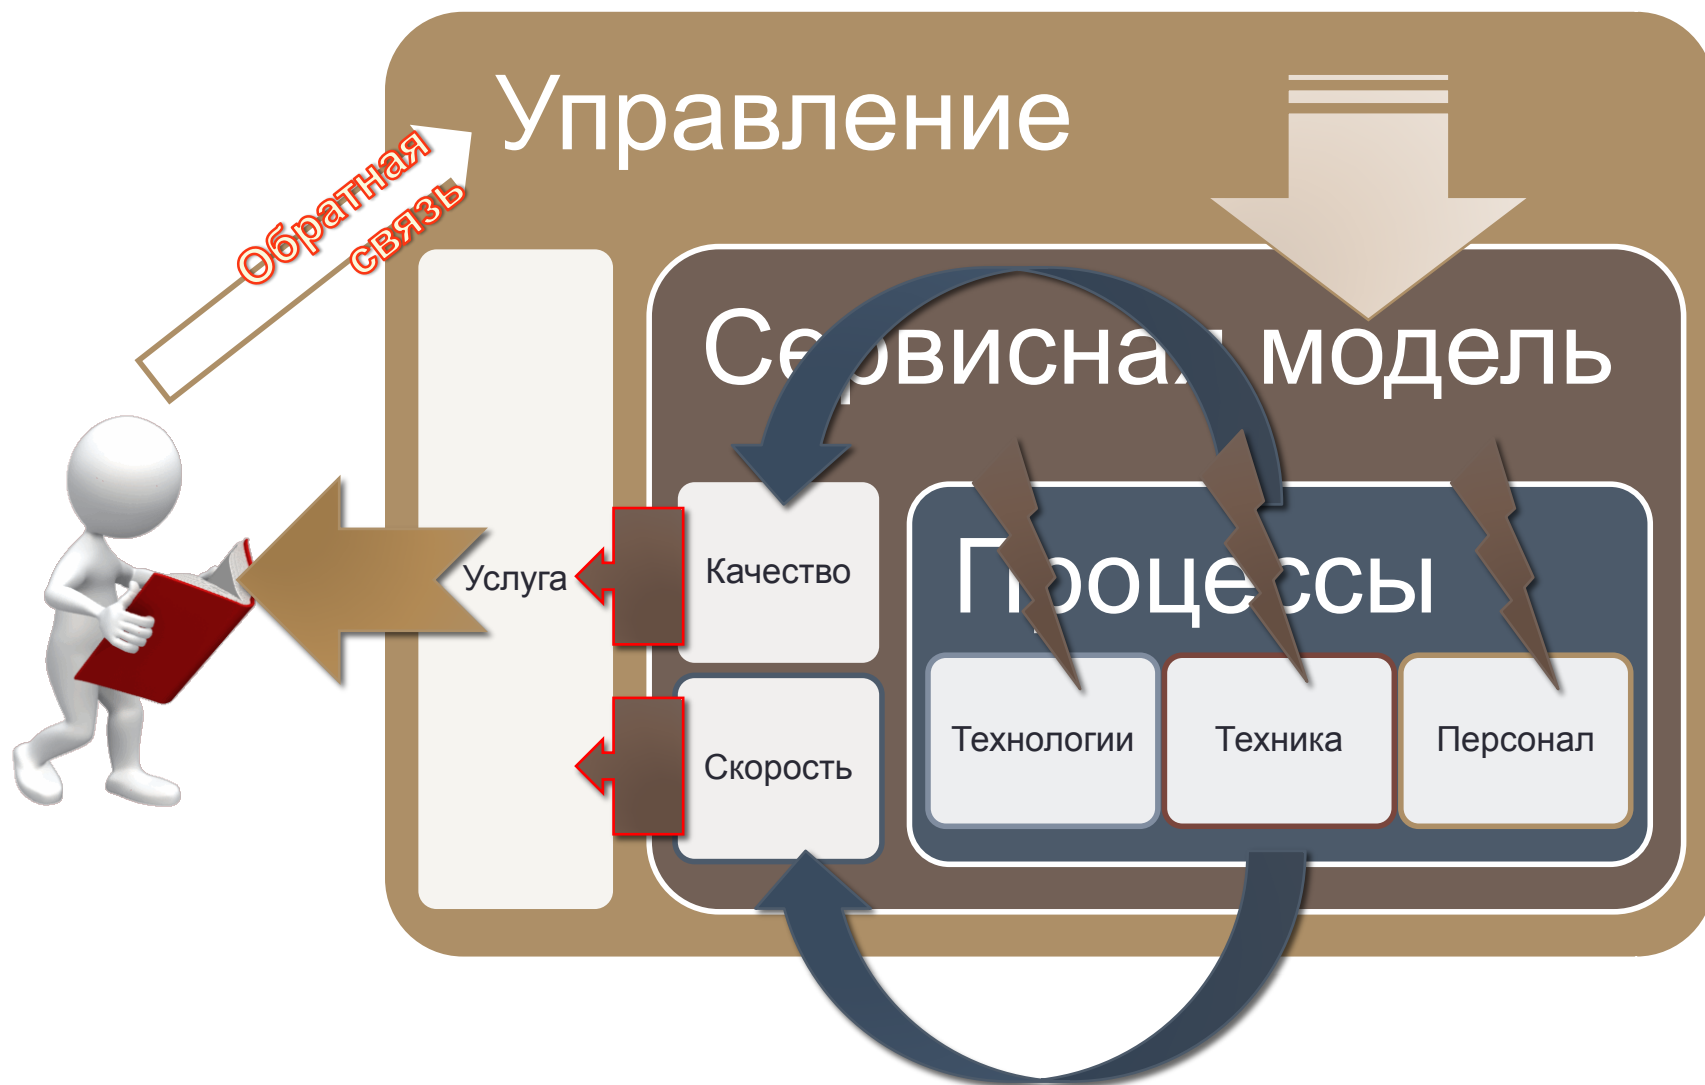 Управление
Обратная
связь
Сервисная модель
Процессы
Услуга
Качество
Скорость
Технологии
Техника
Персонал